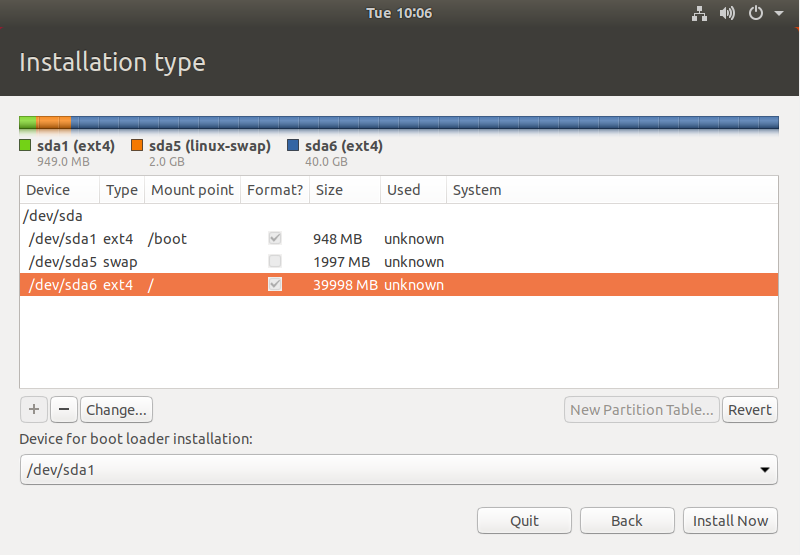 Tue 10:06
Installation type
sda1 (ext4) sda5 (linux-swap) sda6 (ext4)
949.0 MB 2.0 GB 40.0 GB
Device Type Mount point Format? Size Used System
/dev/sda
/dev/sda1 ext4 /boot 948 MB unknown
/dev/sda5 swap 1997 MB unknown
/dev/sda6 ext4 / 39998 MB unknown
+ − Change... New Partition Table... Revert
Device for boot loader installation:
/dev/sda1
Quit Back Install Now